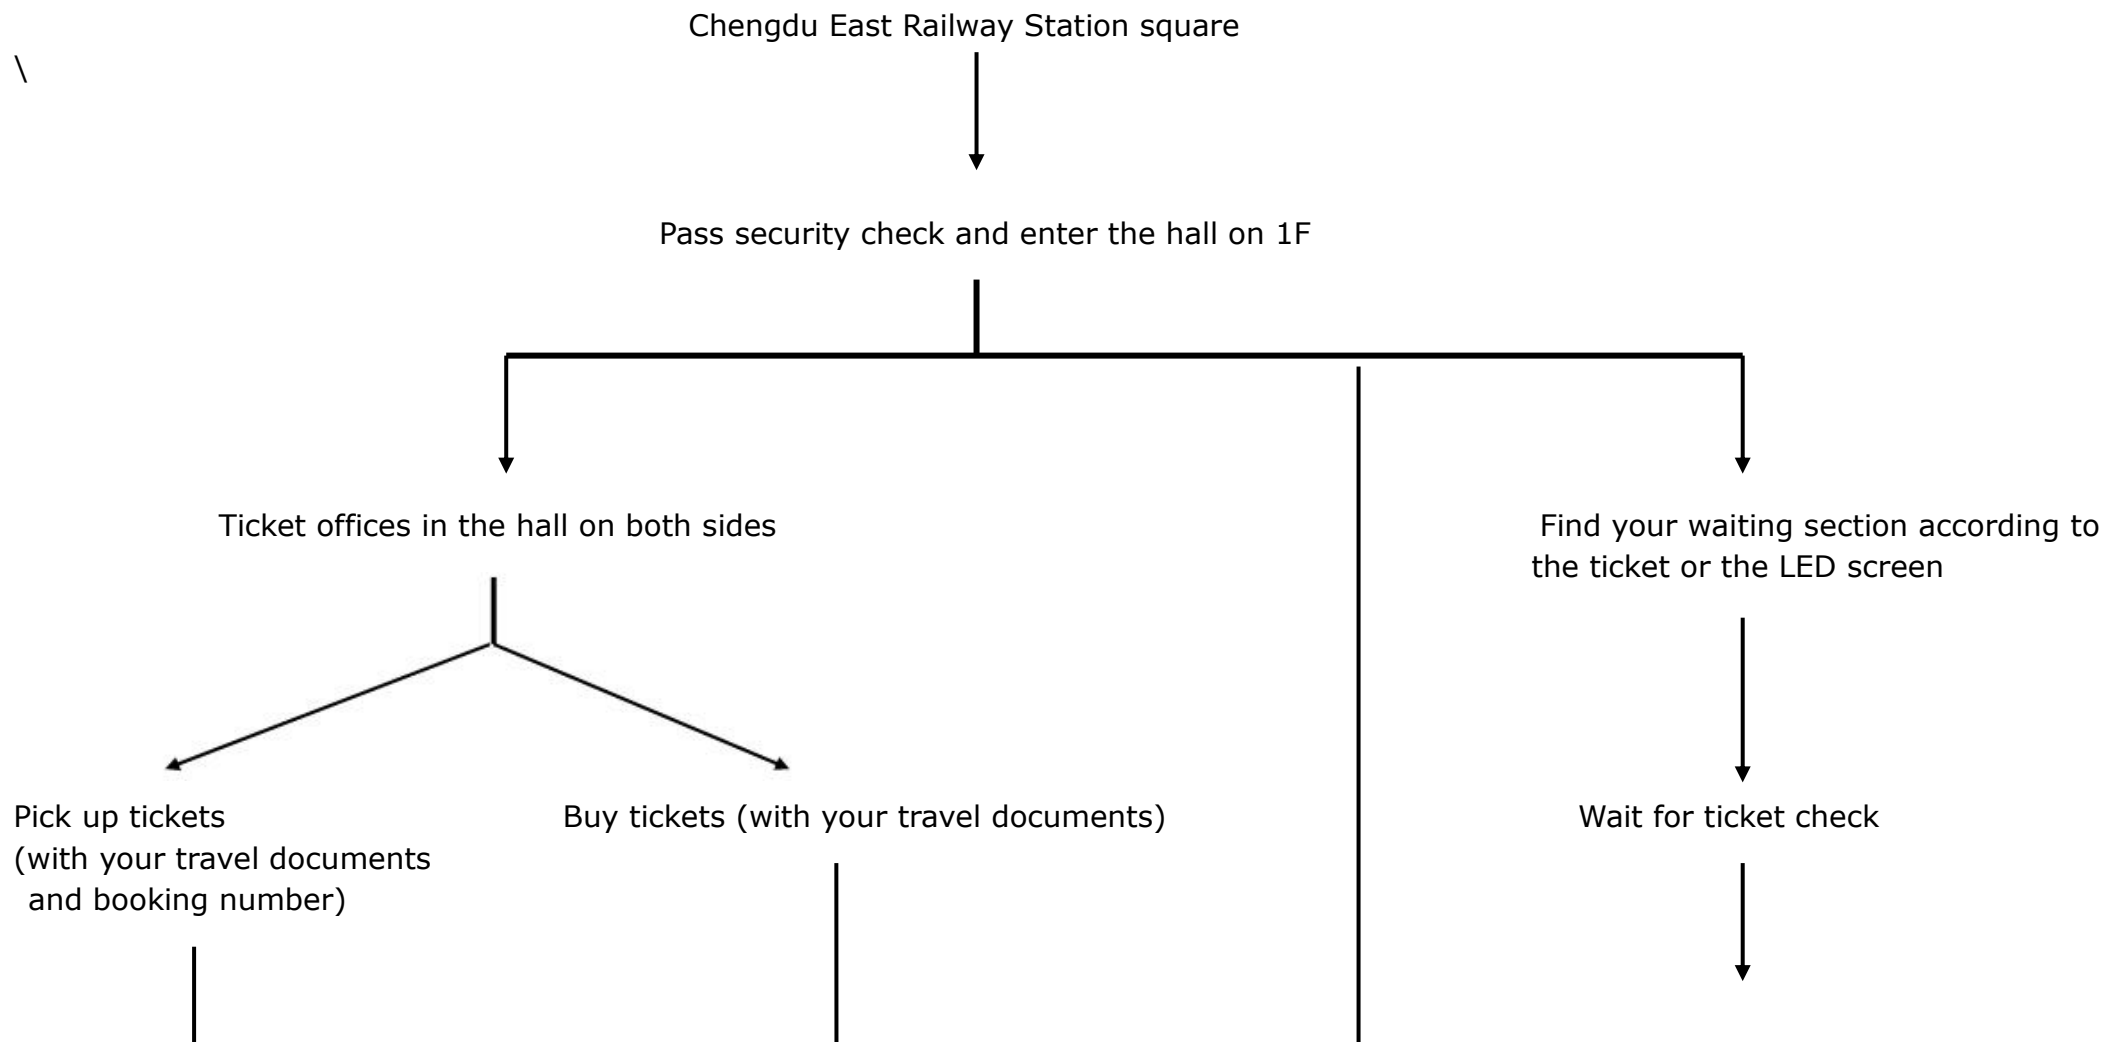 Chengdu East Railway Station square
\
Pass security check and enter the hall on 1F
Ticket offices in the hall on both sides
Find your waiting section according to
the ticket or the LED screen
Pick up tickets
(with your travel documents
and booking number)
Buy tickets (with your travel documents)
Wait for ticket check